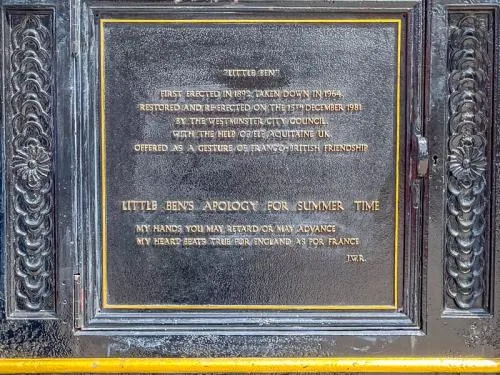 "LITTLE BEN"
FIRST ERECTED IN 1892, TAKEN DOWN IN 1964,
RESTORED AND RE-ERECTED ON THE 15TH DECEMBER 1981
BY THE WESTMINSTER CITY COUNCIL
WITH THE HELP OF ELF AQUITAINE UK
OFFERED AS A GESTURE OF FRANCO-BRITISH FRIENDSHIP
LITTLE BEN'S APOLOGY FOR SUMMER TIME
MY HANDS YOU MAY RETARD OR MAY ADVANCE
MY HEART BEATS TRUE FOR ENGLAND AS FOR FRANCE
J.W.R.